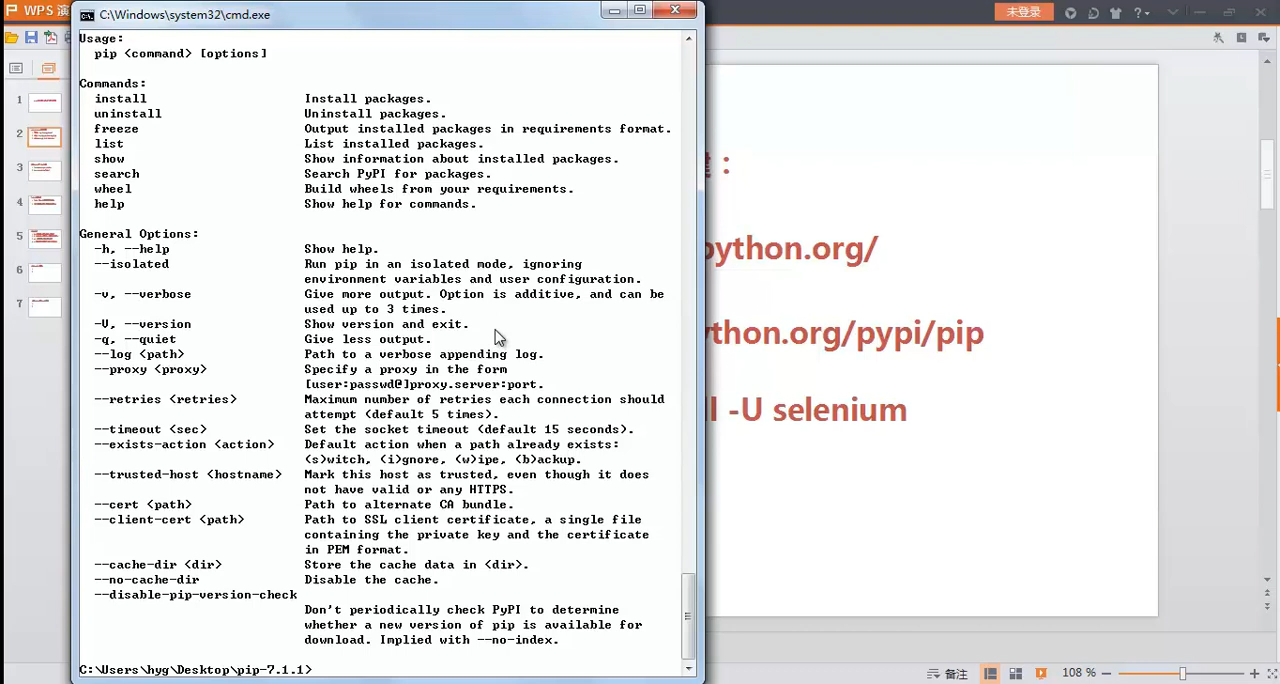 WPS 演
C:\Windows\system32\cmd.exe
未登录
Usage:
pip <command> [options]
Commands:
install Install packages.
uninstall Uninstall packages.
freeze Output installed packages in requirements format.
list List installed packages.
show Show information about installed packages.
search Search PyPI for packages.
wheel Build wheels from your requirements.
help Show help for commands.
General Options:
-h, --help Show help.
--isolated Run pip in an isolated mode, ignoring
environment variables and user configuration.
-v, --verbose Give more output. Option is additive, and can be
used up to 3 times.
-V, --version Show version and exit.
-q, --quiet Give less output.
--log <path> Path to a verbose appending log.
--proxy <proxy> Specify a proxy in the form
[user:passwd@]proxy.server:port.
--retries <retries> Maximum number of retries each connection should
attempt (default 5 times).
--timeout <sec> Set the socket timeout (default 15 seconds).
--exists-action <action> Default action when a path already exists:
(s)witch, (i)gnore, (w)ipe, (b)ackup.
--trusted-host <hostname> Mark this host as trusted, even though it does
not have valid or any HTTPS.
--cert <path> Path to alternate CA bundle.
--client-cert <path> Path to SSL client certificate, a single file
containing the private key and the certificate
in PEM format.
--cache-dir <dir> Store the cache data in <dir>.
--no-cache-dir Disable the cache.
--disable-pip-version-check
Don't periodically check PyPI to determine
whether a new version of pip is available for
download. Implied with --no-index.
C:\Users\hyg\Desktop\pip-7.1.1>
1
2
3
4
5
6
7
:
python.org/
ython.org/pypi/pip
ll -U selenium
备注
108 %